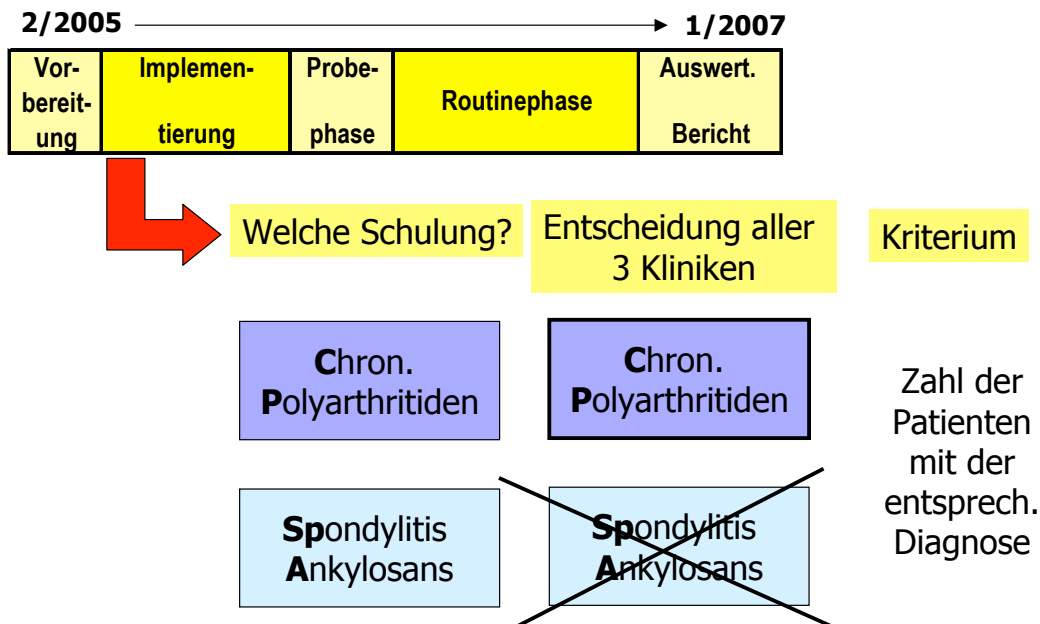 2/2005
1/2007
Vor-
bereit-
ung
Implemen-
tierung
Probe-
phase
Routinephase
Auswert.
Bericht
Welche Schulung?
Entscheidung aller
3 Kliniken
Kriterium
Chron.
Polyarthritiden
Chron.
Polyarthritiden
Zahl der
Patienten
mit der
entsprech.
Diagnose
Spondylitis
Ankylosans
Spondylitis
Ankylosans